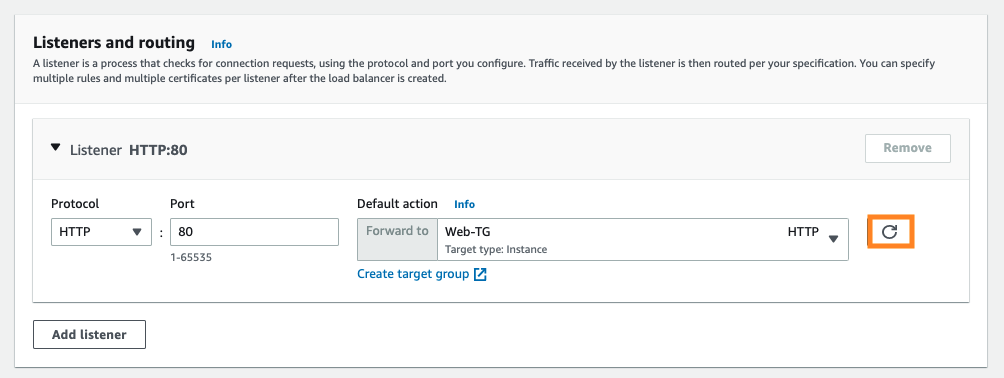 Listeners and routing Info
A listener is a process that checks for connection requests, using the protocol and port you configure. Traffic received by the listener is then routed per your specification. You can specify
multiple rules and multiple certificates per listener after the load balancer is created.
Listener HTTP:80
Remove
Protocol
Port
Default action Info
HTTP
:
80
Forward to
Web-TG
HTTP
Target type: Instance
1-65535
Create target group
Add listener